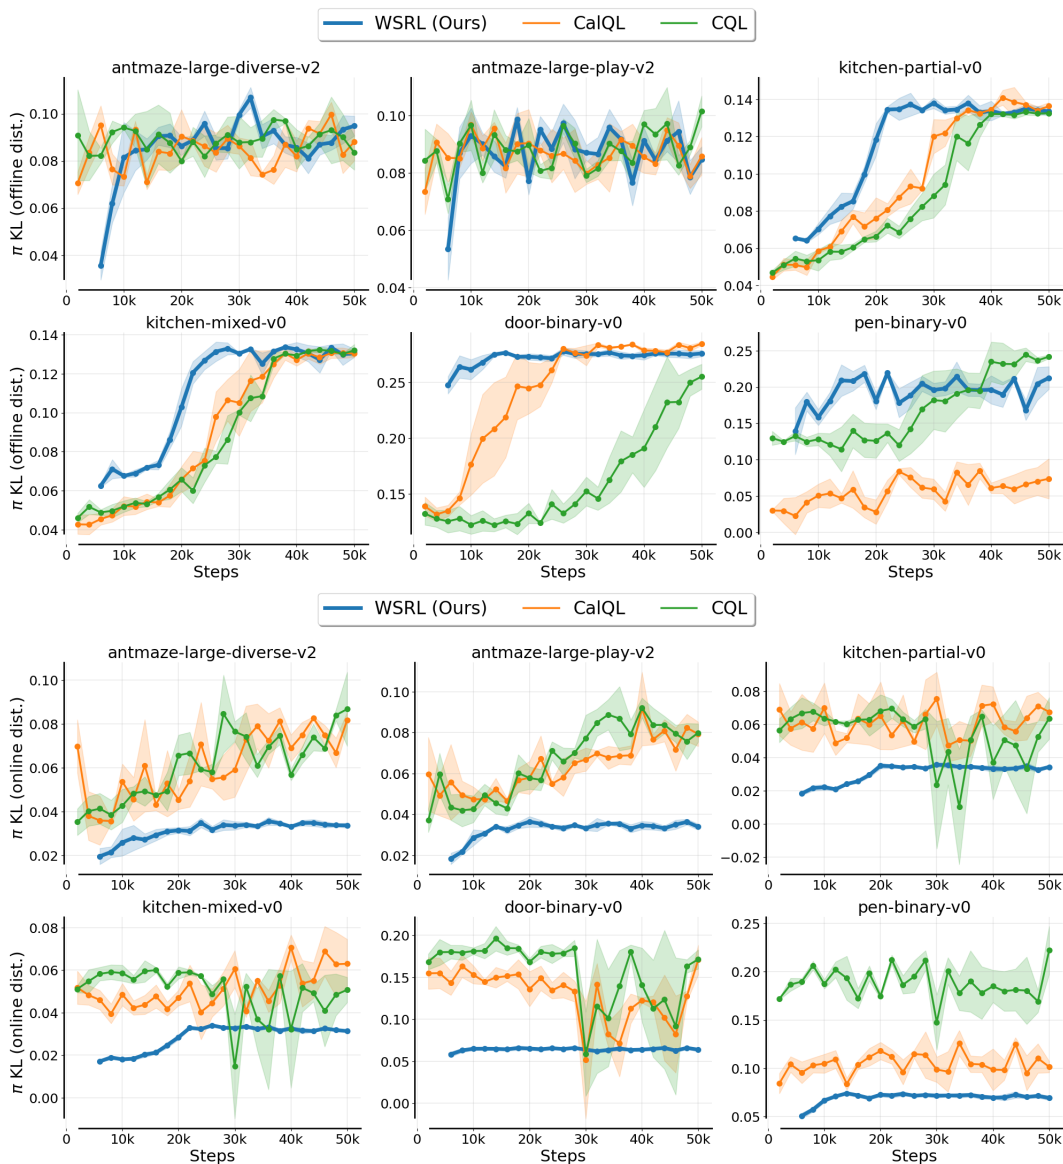 WSRL (Ours) CalQL CQL
antmaze-large-diverse-v2 antmaze-large-play-v2 kitchen-partial-v0
π KL (offline dist.)
0.10 0.08 0.06 0.04
0.10 0.08 0.06 0.04
0.14 0.12 0.10 0.08 0.06 0.04
0 10k 20k 30k 40k 50k 0 10k 20k 30k 40k 50k 0 10k 20k 30k 40k 50k
kitchen-mixed-v0 door-binary-v0 pen-binary-v0
π KL (offline dist.)
0.14 0.12 0.10 0.08 0.06 0.04
0.25 0.20 0.15
0.25 0.20 0.15 0.10 0.05 0.00
0 10k 20k 30k 40k 50k 0 10k 20k 30k 40k 50k 0 10k 20k 30k 40k 50k
Steps Steps Steps
WSRL (Ours) CalQL CQL
antmaze-large-diverse-v2 antmaze-large-play-v2 kitchen-partial-v0
π KL (online dist.)
0.10 0.08 0.06 0.04 0.02
0.10 0.08 0.06 0.04 0.02
0.08 0.06 0.04 0.02 0.00 −0.02
0 10k 20k 30k 40k 50k 0 10k 20k 30k 40k 50k 0 10k 20k 30k 40k 50k
kitchen-mixed-v0 door-binary-v0 pen-binary-v0
π KL (online dist.)
0.08 0.06 0.04 0.02 0.00
0.20 0.15 0.10 0.05 0.00
0.25 0.20 0.15 0.10 0.05
0 10k 20k 30k 40k 50k 0 10k 20k 30k 40k 50k 0 10k 20k 30k 40k 50k
Steps Steps Steps